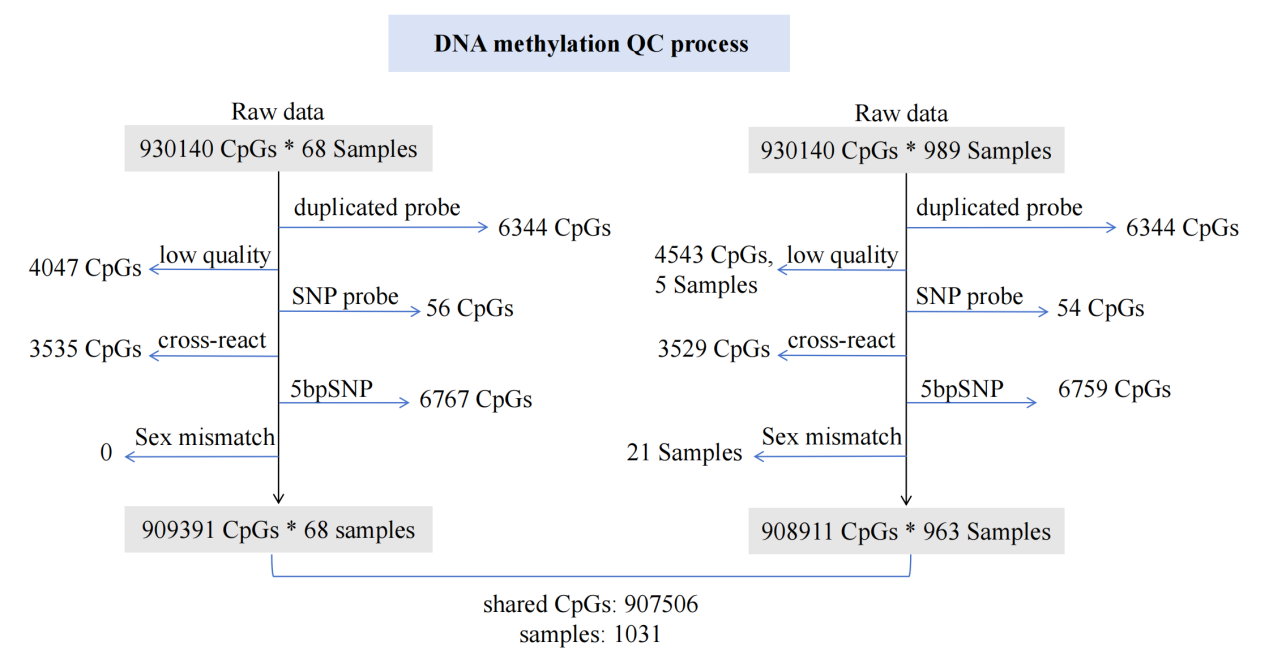 DNA methylation QC process
Raw data
930140 CpGs * 68 Samples
duplicated probe
6344 CpGs
low quality
4047 CpGs
SNP probe
56 CpGs
cross-react
3535 CpGs
5bpSNP
6767 CpGs
Sex mismatch
0
909391 CpGs * 68 samples
Raw data
930140 CpGs * 989 Samples
duplicated probe
6344 CpGs
low quality
4543 CpGs,
5 Samples
SNP probe
54 CpGs
cross-react
3529 CpGs
5bpSNP
6759 CpGs
Sex mismatch
21 Samples
908911 CpGs * 963 Samples
shared CpGs: 907506
samples: 1031